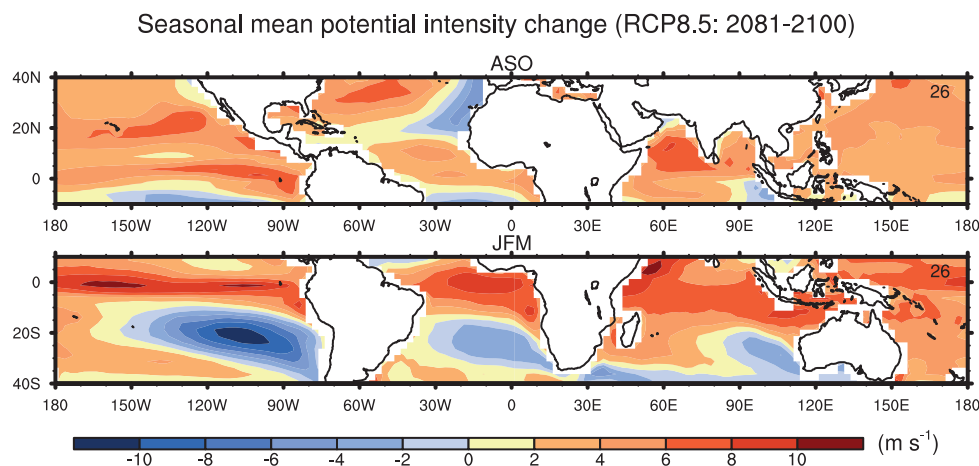 Seasonal mean potential intensity change (RCP8.5: 2081-2100)
ASO
40N
26
20N
0
180 150W 120W 90W 60W 30W 0 30E 60E 90E 120E 150E 180
JFM
26
0
20S
40S
180 150W 120W 90W 60W 30W 0 30E 60E 90E 120E 150E 180
-10 -8 -6 -4 -2 0 2 4 6 8 10 (m s⁻¹)